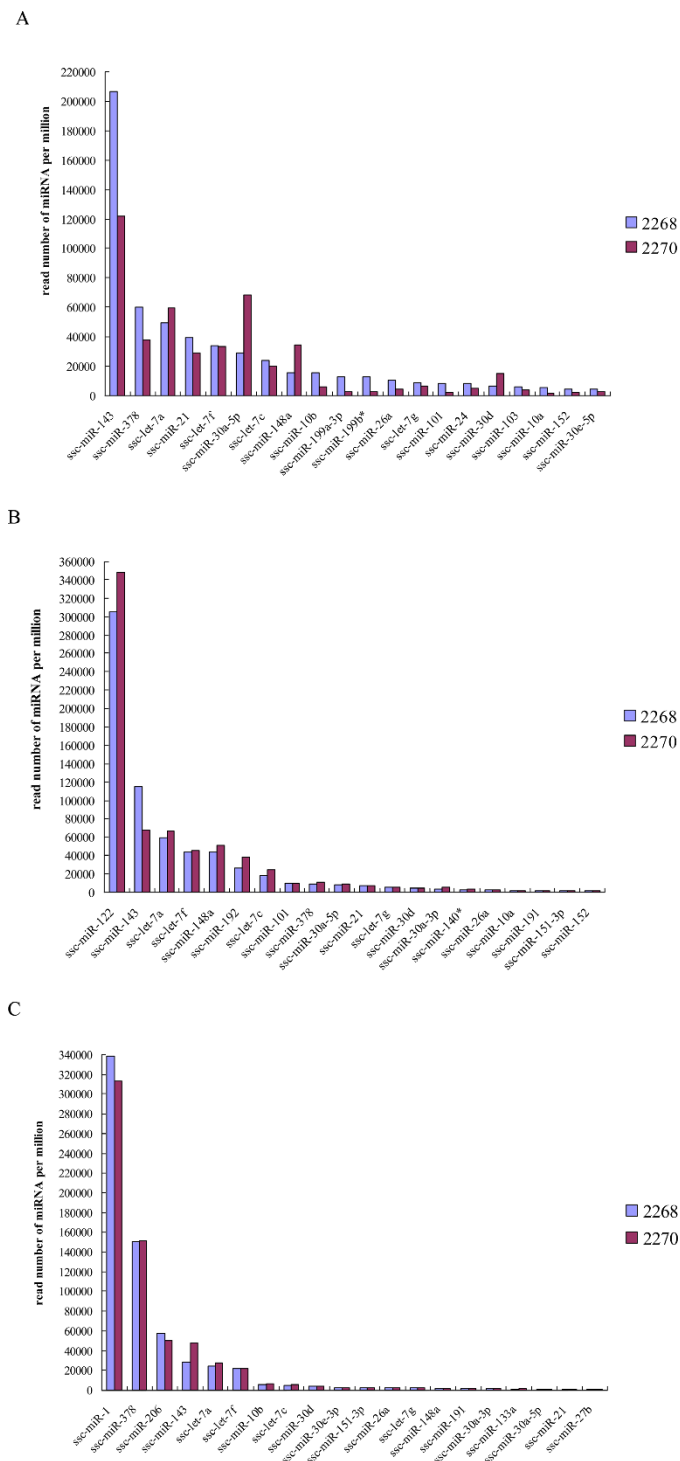 A
read number of miRNA per million
220000
200000
180000
160000
140000
120000
100000
80000
60000
40000
20000
0
ssc-miR-143
ssc-miR-378
ssc-let-7a
ssc-miR-21
ssc-let-7f
ssc-miR-30a-5p
ssc-let-7c
ssc-miR-148a
ssc-miR-10b
ssc-miR-199a-3p
ssc-miR-199b*
ssc-miR-26a
ssc-let-7g
ssc-miR-101
ssc-miR-24
ssc-miR-30d
ssc-miR-103
ssc-miR-10a
ssc-miR-152
ssc-miR-30e-5p
2268
2270
B
read number of miRNA per million
360000
340000
320000
300000
280000
260000
240000
220000
200000
180000
160000
140000
120000
100000
80000
60000
40000
20000
0
ssc-miR-122
ssc-miR-143
ssc-let-7a
ssc-let-7f
ssc-miR-148a
ssc-miR-192
ssc-let-7c
ssc-miR-101
ssc-miR-378
ssc-miR-30a-5p
ssc-miR-21
ssc-let-7g
ssc-miR-30d
ssc-miR-30a-3p
ssc-miR-140*
ssc-miR-26a
ssc-miR-10a
ssc-miR-191
ssc-miR-151-3p
ssc-miR-152
2268
2270
C
read number of miRNA per million
340000
320000
300000
280000
260000
240000
220000
200000
180000
160000
140000
120000
100000
80000
60000
40000
20000
0
ssc-miR-1
ssc-miR-378
ssc-miR-206
ssc-miR-143
ssc-let-7a
ssc-let-7f
ssc-miR-10b
ssc-let-7c
ssc-miR-30d
ssc-miR-30e-3p
ssc-miR-151-3p
ssc-miR-26a
ssc-let-7g
ssc-miR-148a
ssc-miR-191
ssc-miR-30a-3p
ssc-miR-133a
ssc-miR-30a-5p
ssc-miR-21
ssc-miR-27b
2268
2270